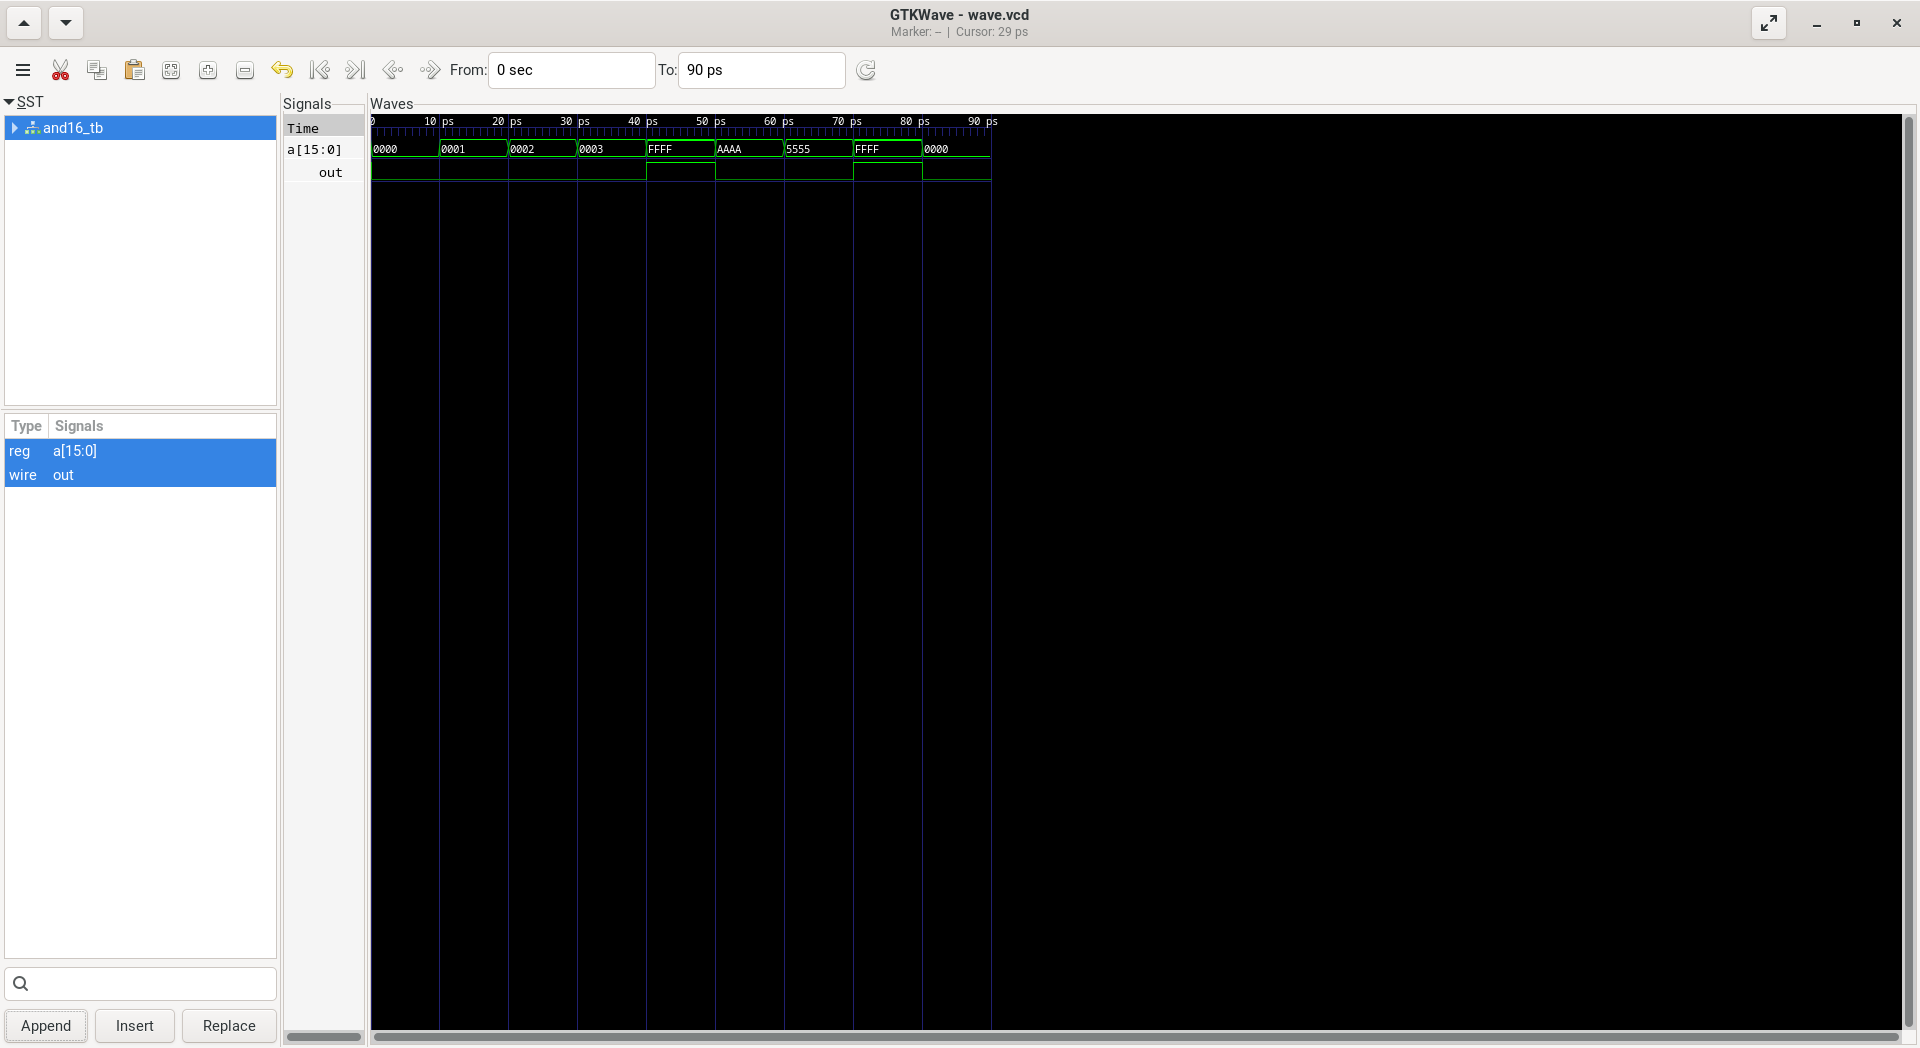 GTKWave - wave.vcd
Marker: -- | Cursor: 29 ps
From: 0 sec To: 90 ps
SST
and16_tb
Type Signals
reg a[15:0]
wire out
Append Insert Replace
Signals
Time
a[15:0]
out
Waves
0 10 ps 20 ps 30 ps 40 ps 50 ps 60 ps 70 ps 80 ps 90 ps
0000 0001 0002 0003 FFFF AAAA 5555 FFFF 0000